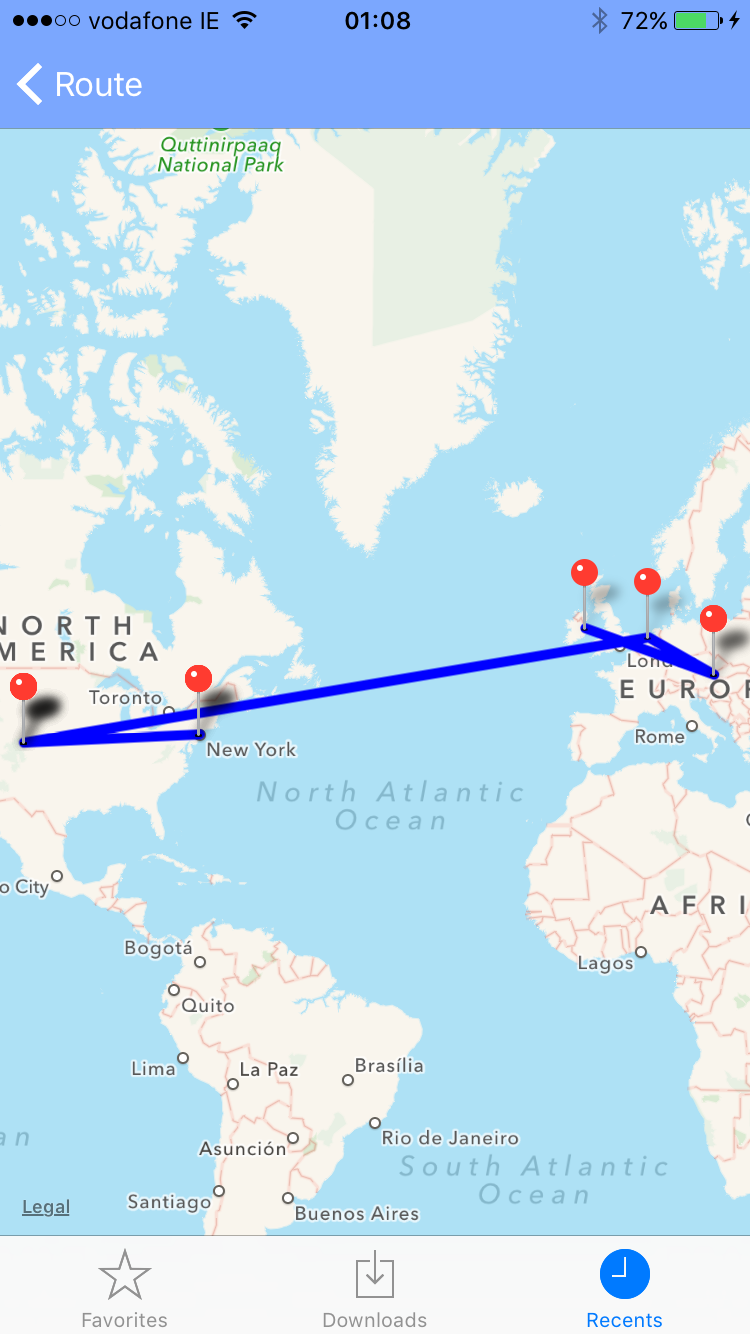 vodafone IE 01:08 72%
Route
Quttinirpaaq
National Park
NORTH
MERICA
Toronto
New York
Lond
EUROP
Rome
North Atlantic
Ocean
o City
AFRI
Bogotá
Lagos
Quito
Lima
La Paz
Brasília
an
Asunción
Rio de Janeiro
South Atlantic
Ocean
Legal
Santiago
Buenos Aires
Favorites Downloads Recents